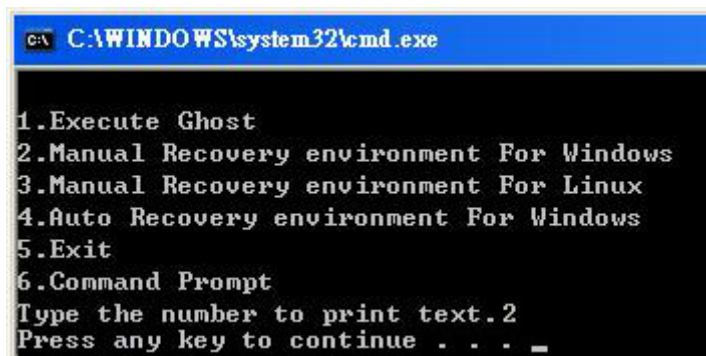 C:\WINDOWS\system32\cmd.exe
1.Execute Ghost
2.Manual Recovery environment For Windows
3.Manual Recovery environment For Linux
4.Auto Recovery environment For Windows
5.Exit
6.Command Prompt
Type the number to print text.2
Press any key to continue . . . _